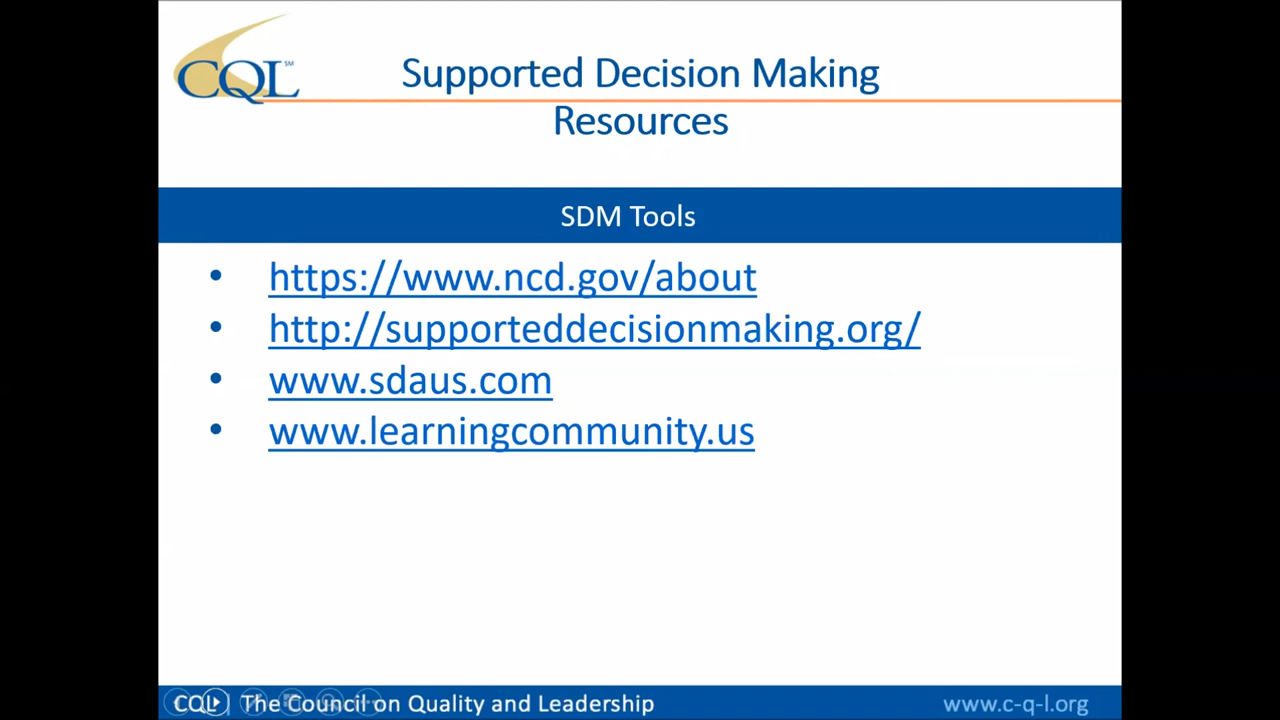 CQL SM
Supported Decision Making
Resources
SDM Tools
• https://www.ncd.gov/about
• http://supporteddecisionmaking.org/
• www.sdaus.com
• www.learningcommunity.us
CQL | The Council on Quality and Leadership
www.c-q-l.org